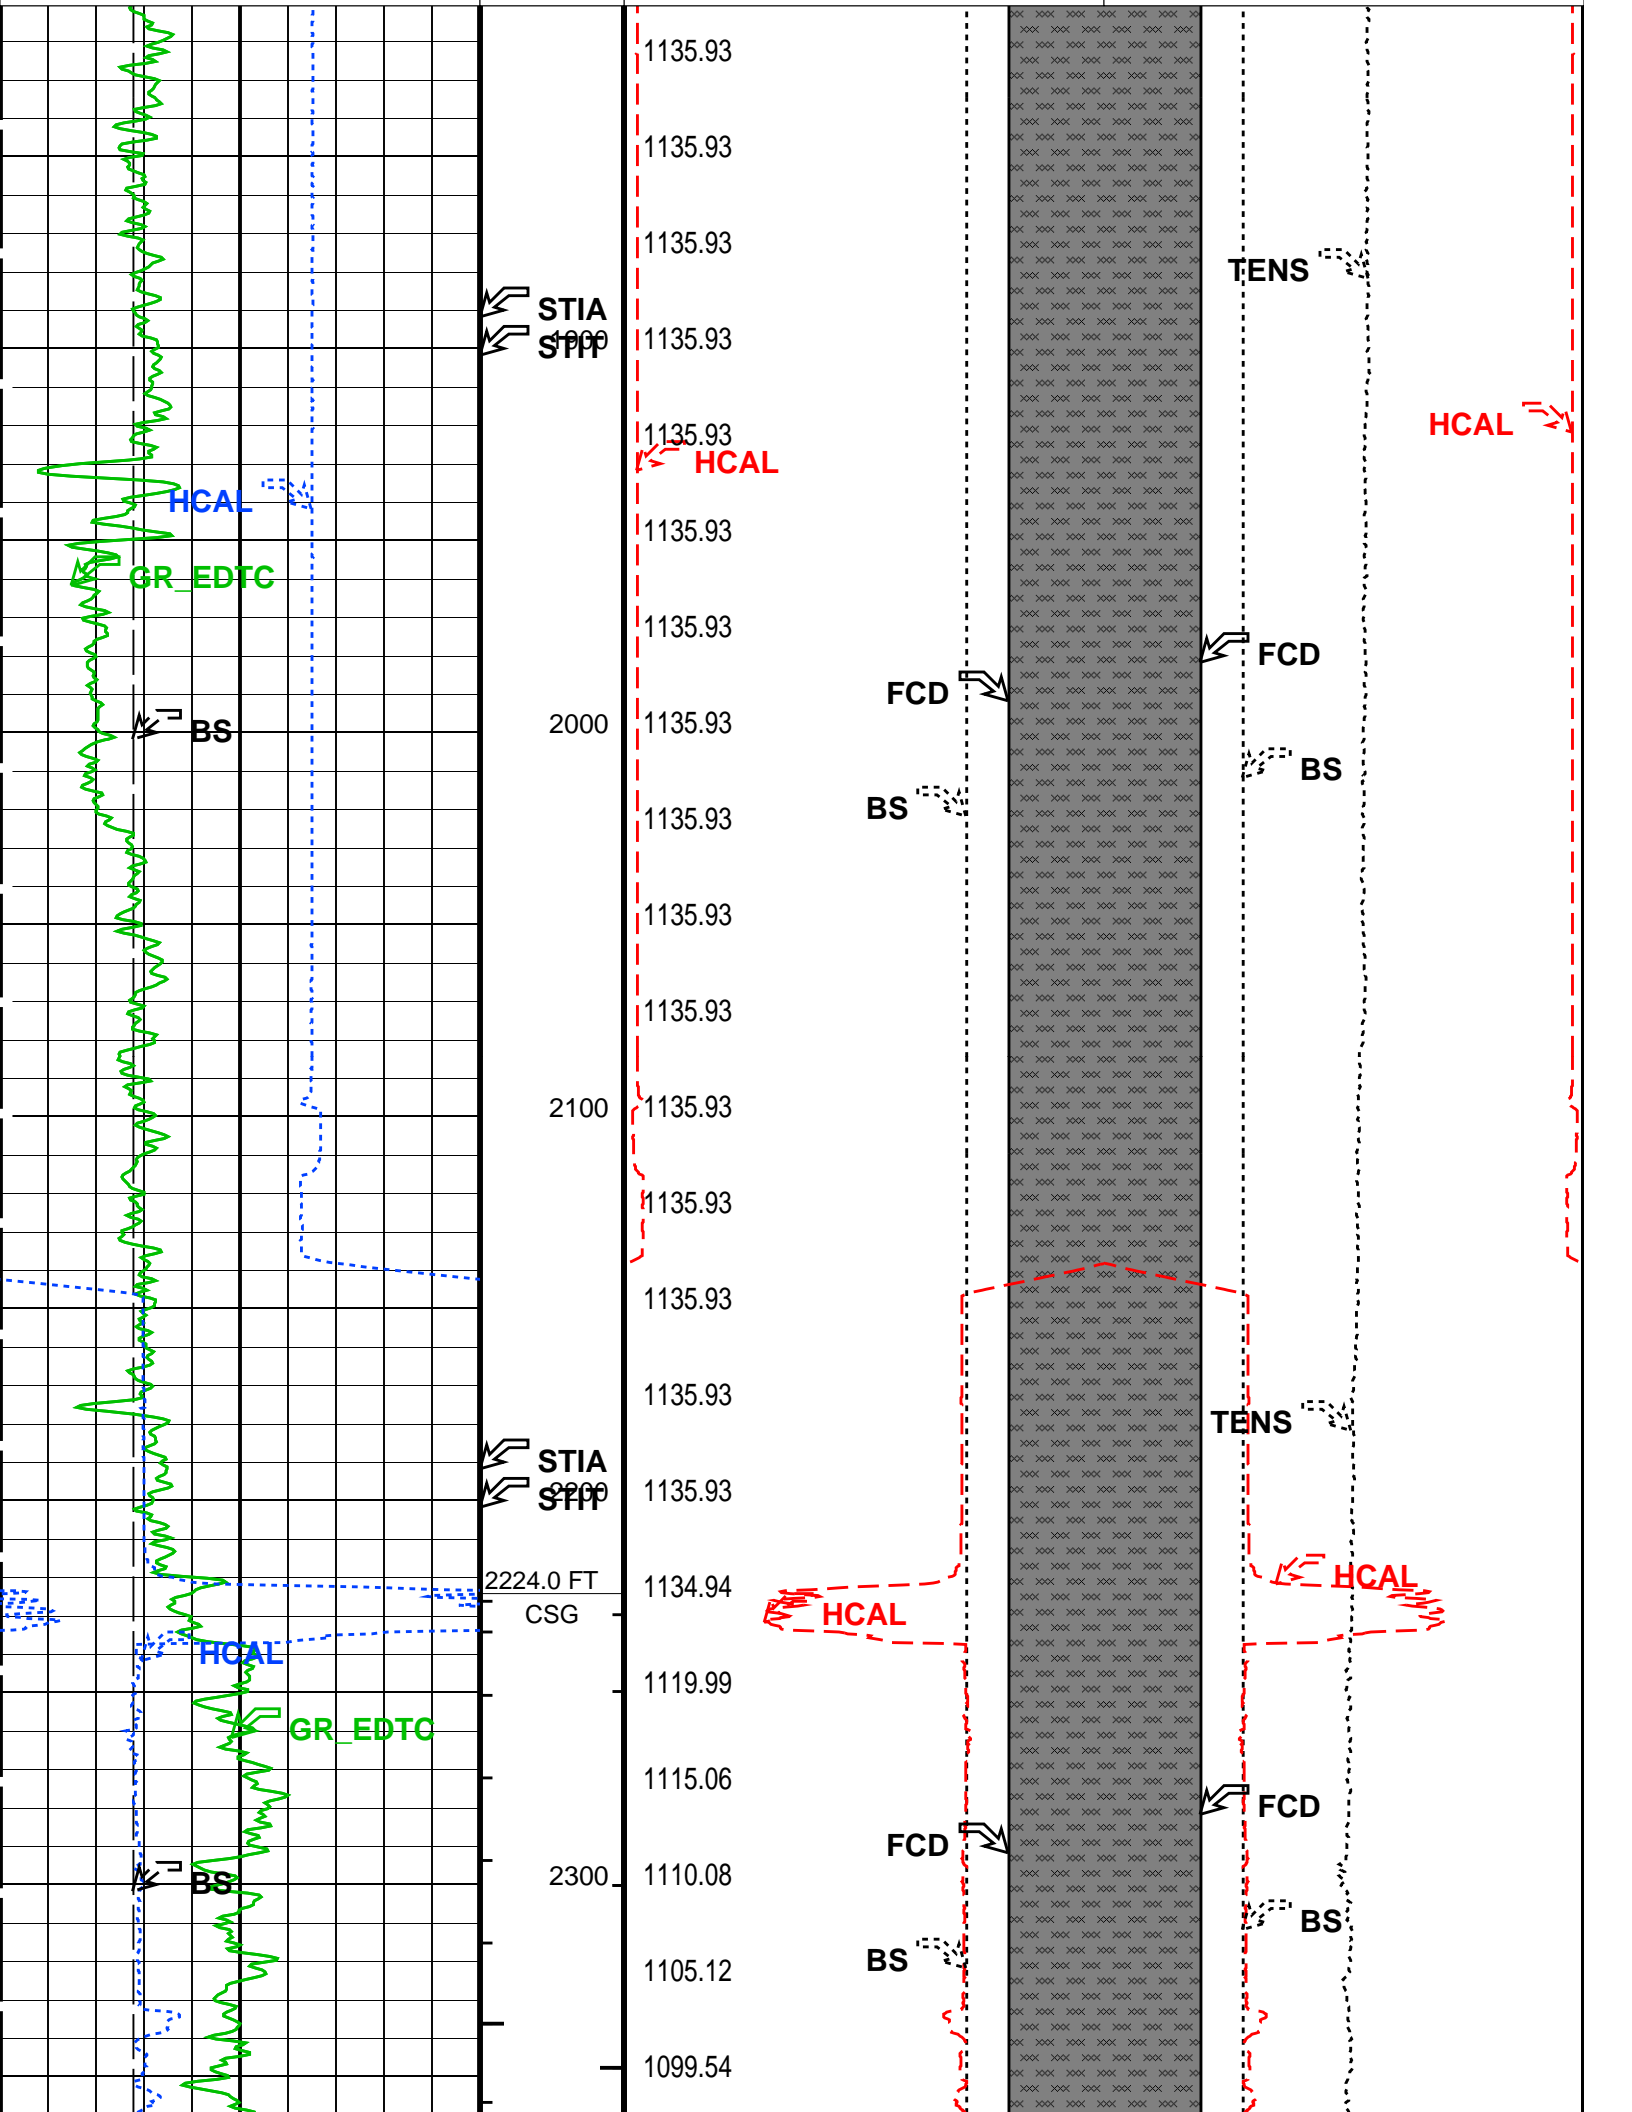 1135.93
1135.93
1135.93
TENS
STIA
1900
STIT
1135.93
HCAL
1135.93
HCAL
HCAL
1135.93
GR_EDTC
1135.93
FCD
FCD
2000
1135.93
BS
BS
BS
1135.93
1135.93
1135.93
2100
1135.93
1135.93
1135.93
1135.93
TENS
STIA
2200
STIT
1135.93
HCAL
2224.0 FT
1134.94
CSG
HCAL
HCAL
1119.99
GR_EDTC
1115.06
FCD
FCD
2300
1110.08
BS
BS
BS
1105.12
1099.54